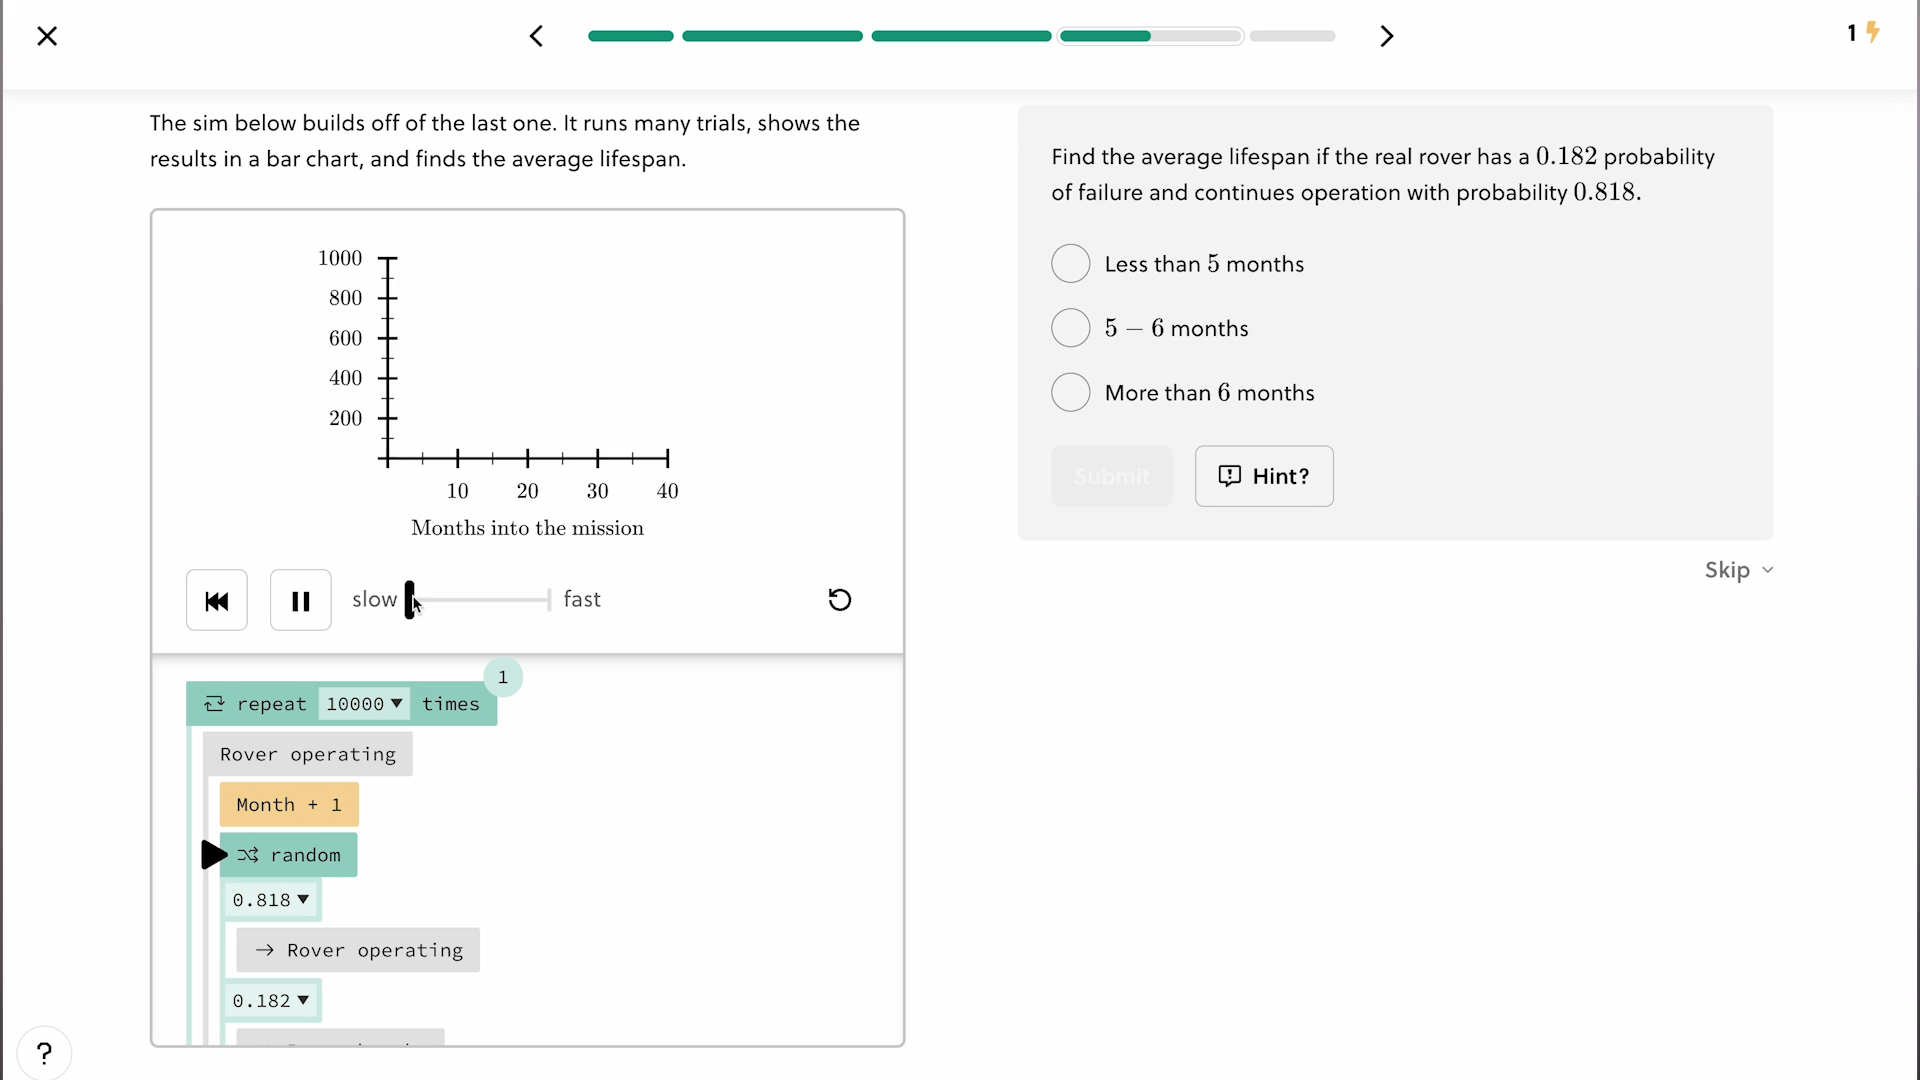 1
The sim below builds off of the last one. It runs many trials, shows the
results in a bar chart, and finds the average lifespan.
1000
800
600
400
200
10 20 30 40
Months into the mission
slow fast
1
repeat 10000 times
Rover operating
Month + 1
random
0.818
→ Rover operating
0.182
Find the average lifespan if the real rover has a 0.182 probability
of failure and continues operation with probability 0.818.
Less than 5 months
5 – 6 months
More than 6 months
Submit
Hint?
Skip
?